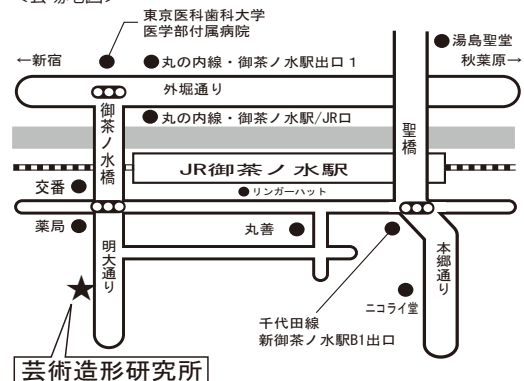 東京医科歯科大学
医学部付属病院
←新宿
丸の内線・御茶ノ水駅出口1
湯島聖堂
秋葉原→
外堀通り
御茶ノ水橋
丸の内線・御茶ノ水駅/JR口
聖橋
JR御茶ノ水駅
交番
リンガーハット
薬局
明大通り
丸善
本郷通り
ニコライ堂
千代田線
新御茶ノ水駅B1出口
芸術造形研究所